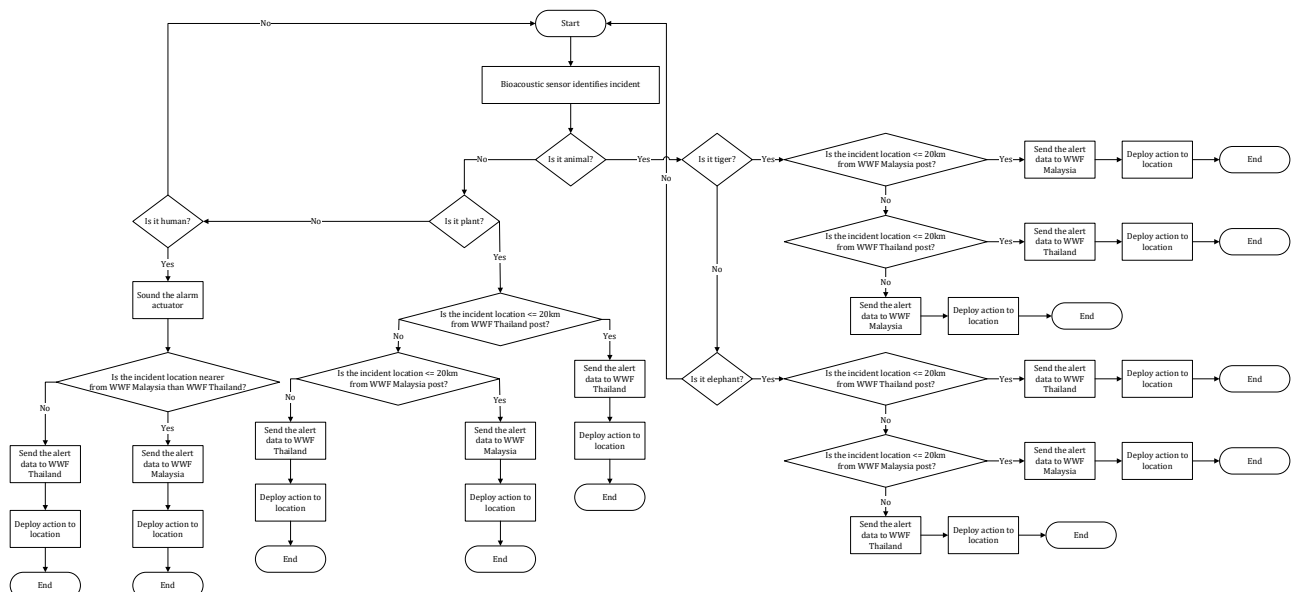 No
Start
Bioacoustic sensor identifies incident
Is it animal?
No
Yes
Is it tiger?
Yes
Is the incident location <= 20km
from WWF Malaysia post?
Yes
Send the alert
data to WWF
Malaysia
Deploy action to
location
End
No
No
Is the incident location <= 20km
from WWF Thailand post?
Yes
Send the alert
data to WWF
Thailand
Deploy action to
location
End
No
Send the alert
data to WWF
Malaysia
Deploy action to
location
End
No
Is it elephant?
Yes
Is the incident location <= 20km
from WWF Thailand post?
Yes
Send the alert
data to WWF
Thailand
Deploy action to
location
End
No
Is the incident location <= 20km
from WWF Malaysia post?
Yes
Send the alert
data to WWF
Malaysia
Deploy action to
location
End
No
Send the alert
data to WWF
Thailand
Deploy action to
location
End
Is it plant?
No
Is it human?
Yes
Sound the alarm
actuator
Is the incident location nearer
from WWF Malaysia than WWF Thailand?
No
Send the alert
data to WWF
Thailand
Deploy action to
location
End
Yes
Send the alert
data to WWF
Malaysia
Deploy action to
location
End
Yes
Is the incident location <= 20km
from WWF Thailand post?
No
Is the incident location <= 20km
from WWF Malaysia post?
No
Send the alert
data to WWF
Thailand
Deploy action to
location
End
Yes
Send the alert
data to WWF
Malaysia
Deploy action to
location
End
Yes
Send the alert
data to WWF
Thailand
Deploy action to
location
End